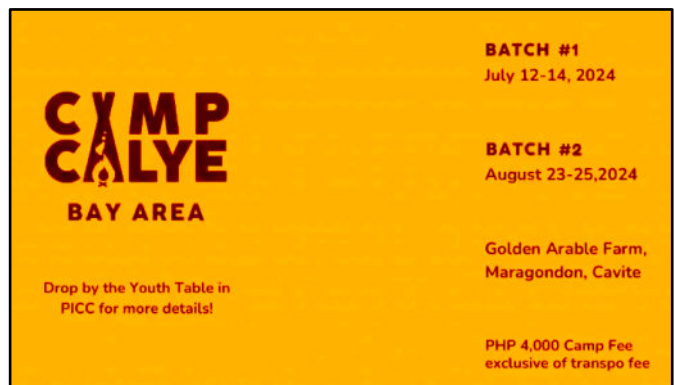 CAMP
CALYE
BAY AREA
Drop by the Youth Table in
PICC for more details!
BATCH #1
July 12-14, 2024
BATCH #2
August 23-25,2024
Golden Arable Farm,
Maragondon, Cavite
PHP 4,000 Camp Fee
exclusive of transpo fee